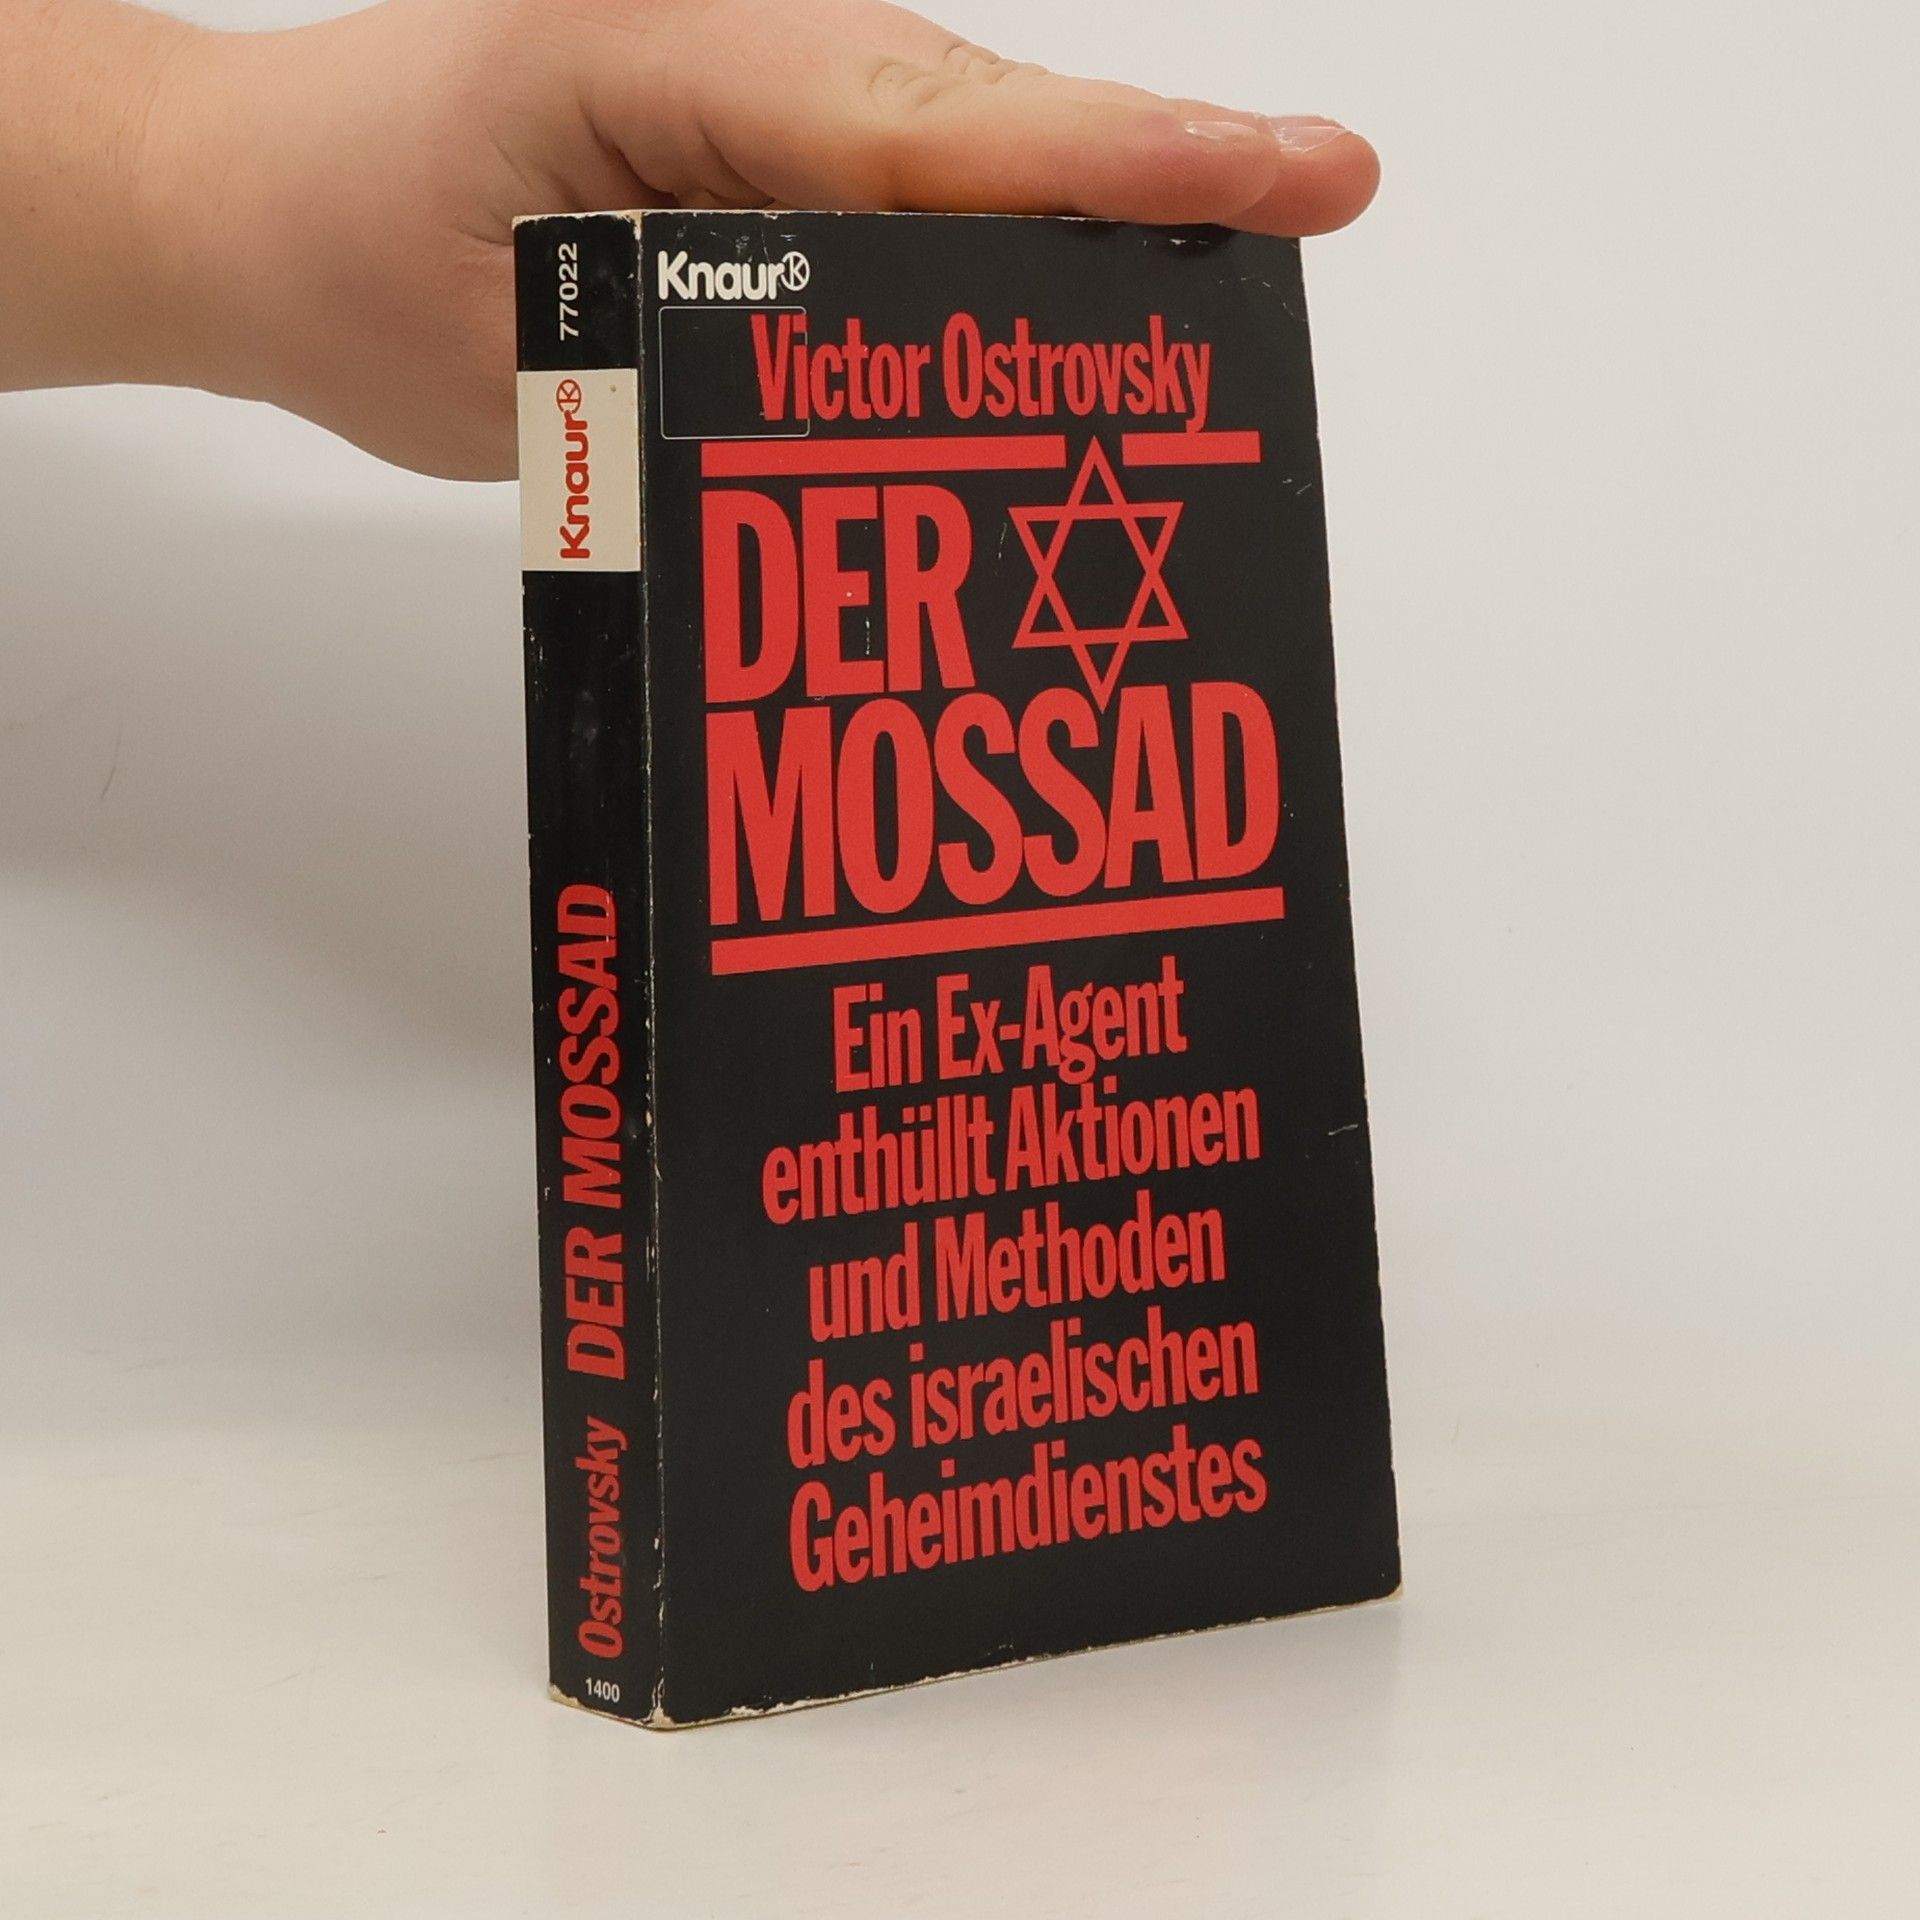 Knaur
Victor Ostrovsky
DER
MOSSAD
Ein Ex-Agent
enthüllt Aktionen
und Methoden
des israelischen
Geheimdienstes
77022
Knaur
Ostrovsky DER MOSSAD
1400